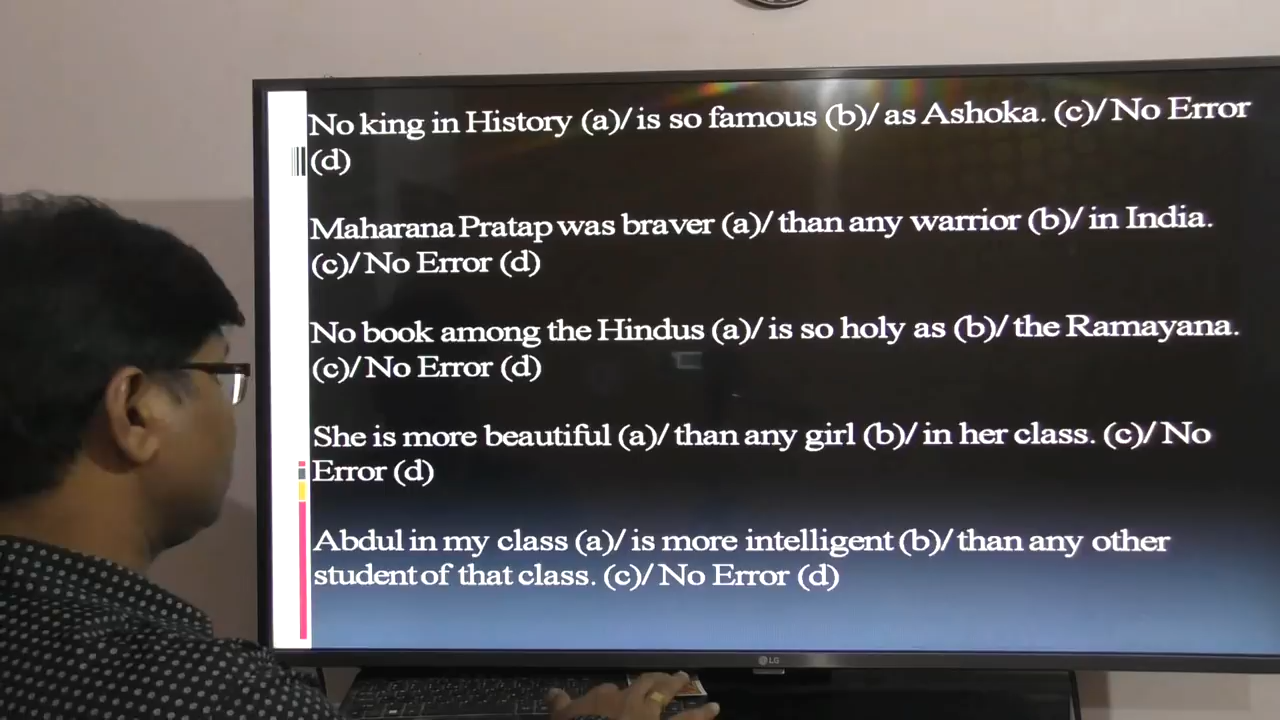 No king in History (a)/ is so famous (b)/ as Ashoka. (c)/ No Error
(d)
Maharana Pratap was braver (a)/ than any warrior (b)/ in India.
(c)/ No Error (d)
No book among the Hindus (a)/ is so holy as (b)/ the Ramayana.
(c)/ No Error (d)
She is more beautiful (a)/ than any girl (b)/ in her class. (c)/ No
Error (d)
Abdul in my class (a)/ is more intelligent (b)/ than any other
student of that class. (c)/ No Error (d)
LG